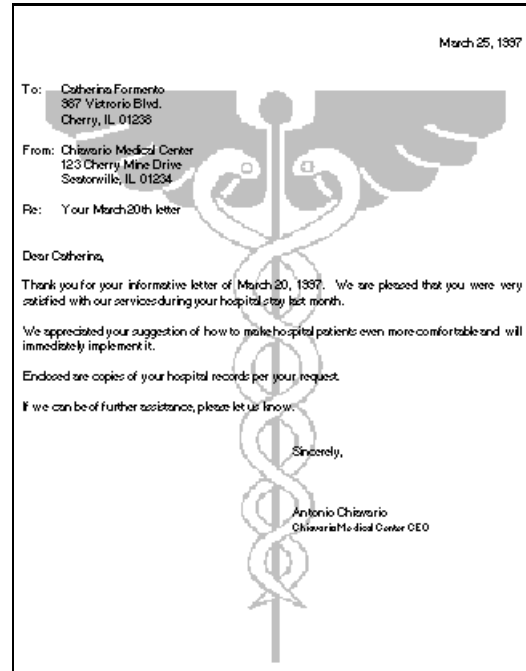 March 25, 1997
To: Catherina Formento
987 Vistrorio Blvd.
Cherry, IL 01238
From: Chiavario Medical Center
123 Cherry Mine Drive
Seatonville, IL 01234
Re: Your March 20th letter
Dear Catherina,
Thank you for your informative letter of March 20, 1997. We are pleased that you were very
satisfied with our services during your hospital stay last month.
We appreciated your suggestion of how to make hospital patients even more comfortable and will
immediately implement it.
Enclosed are copies of your hospital records per your request.
If we can be of further assistance, please let us know.
Sincerely,
Antonio Chiavario
Chiavario Medical Center CEO